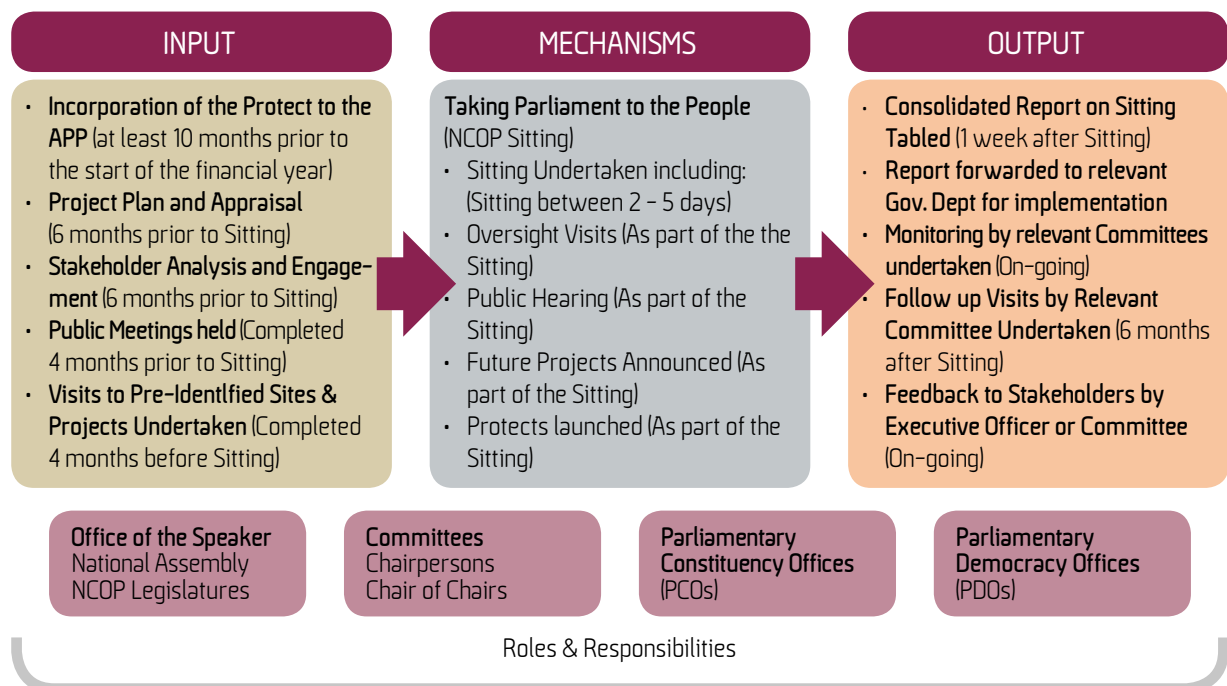 INPUT
• Incorporation of the Protect to the
APP (at least 10 months prior to
the start of the financial year)
• Project Plan and Appraisal
(6 months prior to Sitting)
• Stakeholder Analysis and Engage-
ment (6 months prior to Sitting)
• Public Meetings held (Completed
4 months prior to Sitting)
• Visits to Pre-Identlfied Sites &
Projects Undertaken (Completed
4 months before Sitting)
MECHANISMS
Taking Parliament to the People
(NCOP Sitting)
• Sitting Undertaken including:
(Sitting between 2 – 5 days)
• Oversight Visits (As part of the the
Sitting)
• Public Hearing (As part of the
Sitting)
• Future Projects Announced (As
part of the Sitting)
• Protects launched (As part of the
Sitting)
OUTPUT
• Consolidated Report on Sitting
Tabled (1 week after Sitting)
• Report forwarded to relevant
Gov. Dept for implementation
• Monitoring by relevant Committees
undertaken (On-going)
• Follow up Visits by Relevant
Committee Undertaken (6 months
after Sitting)
• Feedback to Stakeholders by
Executive Officer or Committee
(On-going)
Office of the Speaker
National Assembly
NCOP Legislatures
Committees
Chairpersons
Chair of Chairs
Parliamentary
Constituency Offices
(PCOs)
Parliamentary
Democracy Offices
(PDOs)
Roles & Responsibilities